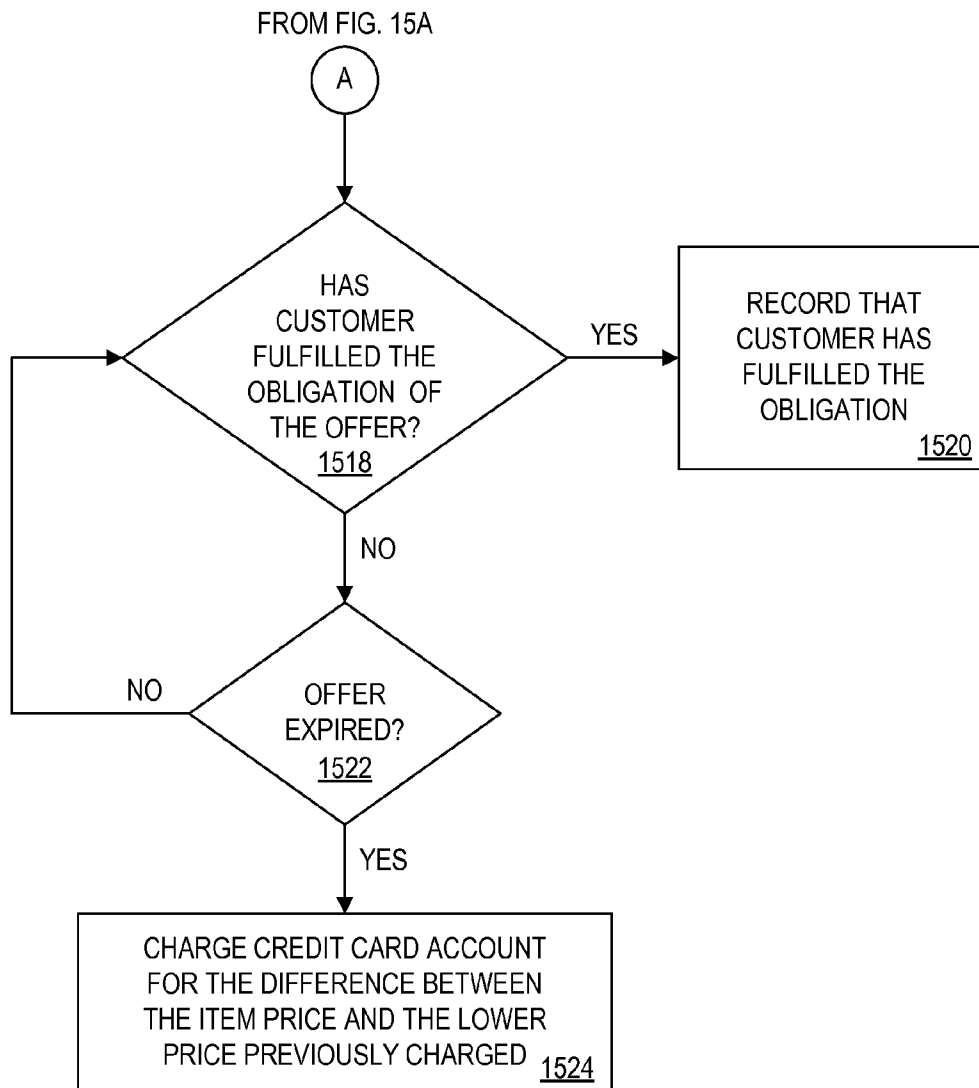 FROM FIG. 15A
A
HAS
CUSTOMER
FULFILLED THE
OBLIGATION OF
THE OFFER?
1518
YES
RECORD THAT
CUSTOMER HAS
FULFILLED THE
OBLIGATION
1520
NO
NO
OFFER
EXPIRED?
1522
YES
CHARGE CREDIT CARD ACCOUNT
FOR THE DIFFERENCE BETWEEN
THE ITEM PRICE AND THE LOWER
PRICE PREVIOUSLY CHARGED
1524